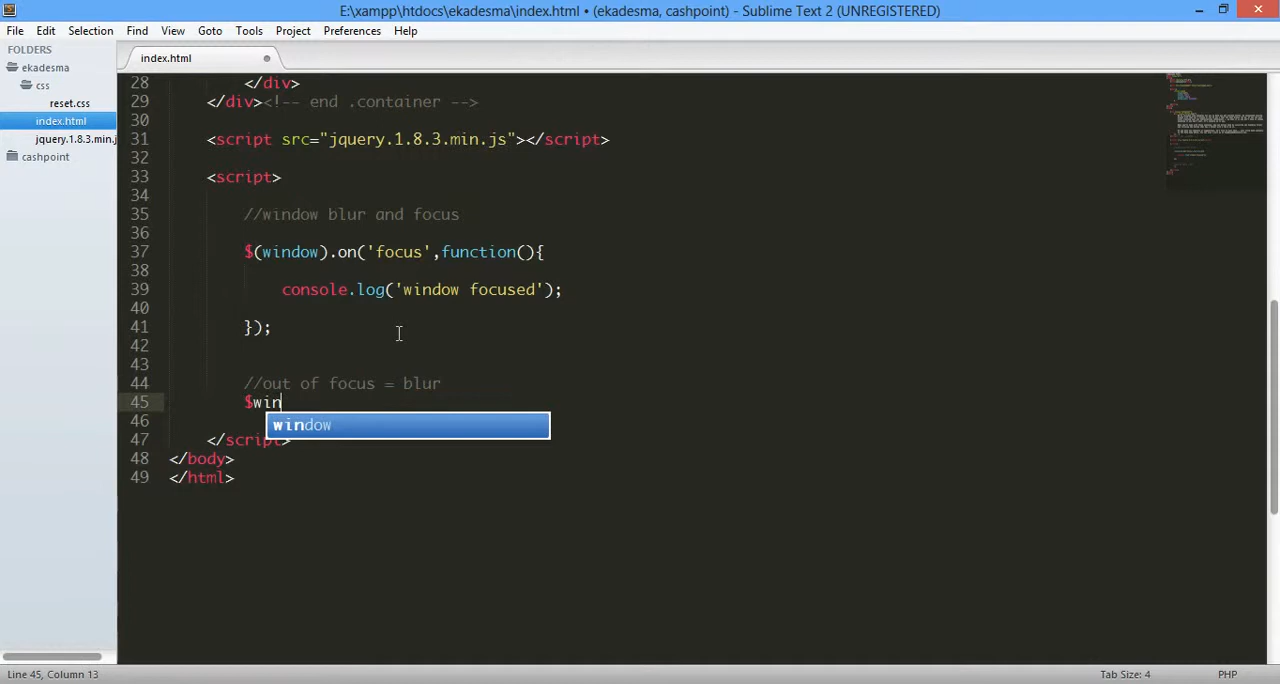 E:\xampp\htdocs\ekadesma\index.html • (ekadesma, cashpoint) - Sublime Text 2 (UNREGISTERED)
File Edit Selection Find View Goto Tools Project Preferences Help
FOLDERS
ekadesma
css
reset.css
index.html
jquery.1.8.3.min.j
cashpoint
index.html
28 </div>
29 </div><!-- end .container -->
30
31 <script src="jquery.1.8.3.min.js"></script>
32
33 <script>
34
35 //window blur and focus
36
37 $(window).on('focus',function(){
38
39 console.log('window focused');
40
41 });
42
43
44 //out of focus = blur
45 $win
46 window
47 </script>
48 </body>
49 </html>
Line 45, Column 13
Tab Size: 4
PHP